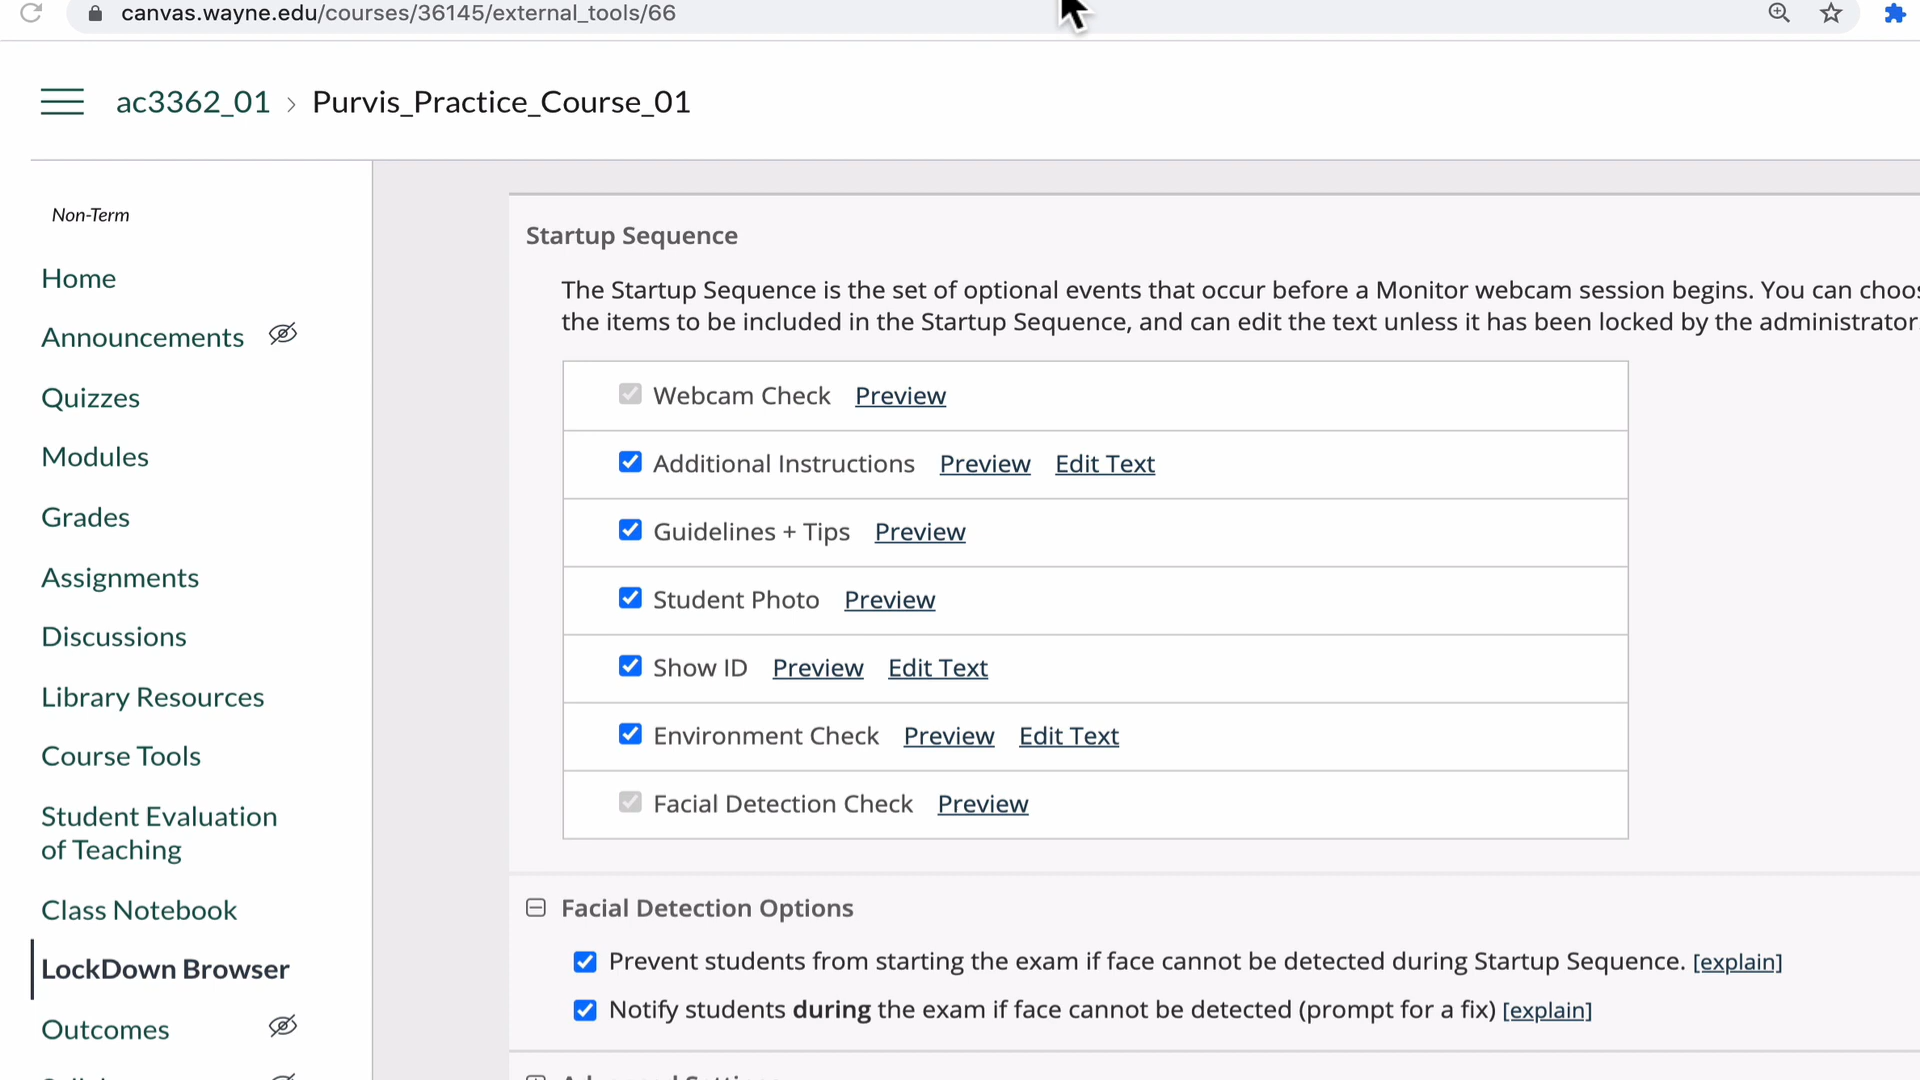 canvas.wayne.edu/courses/36145/external_tools/66
ac3362_01 › Purvis_Practice_Course_01
Non-Term
Home
Announcements
Quizzes
Modules
Grades
Assignments
Discussions
Library Resources
Course Tools
Student Evaluation
of Teaching
Class Notebook
LockDown Browser
Outcomes
Startup Sequence
The Startup Sequence is the set of optional events that occur before a Monitor webcam session begins. You can choos
the items to be included in the Startup Sequence, and can edit the text unless it has been locked by the administrator
Webcam Check Preview
Additional Instructions Preview Edit Text
Guidelines + Tips Preview
Student Photo Preview
Show ID Preview Edit Text
Environment Check Preview Edit Text
Facial Detection Check Preview
Facial Detection Options
Prevent students from starting the exam if face cannot be detected during Startup Sequence. [explain]
Notify students during the exam if face cannot be detected (prompt for a fix) [explain]